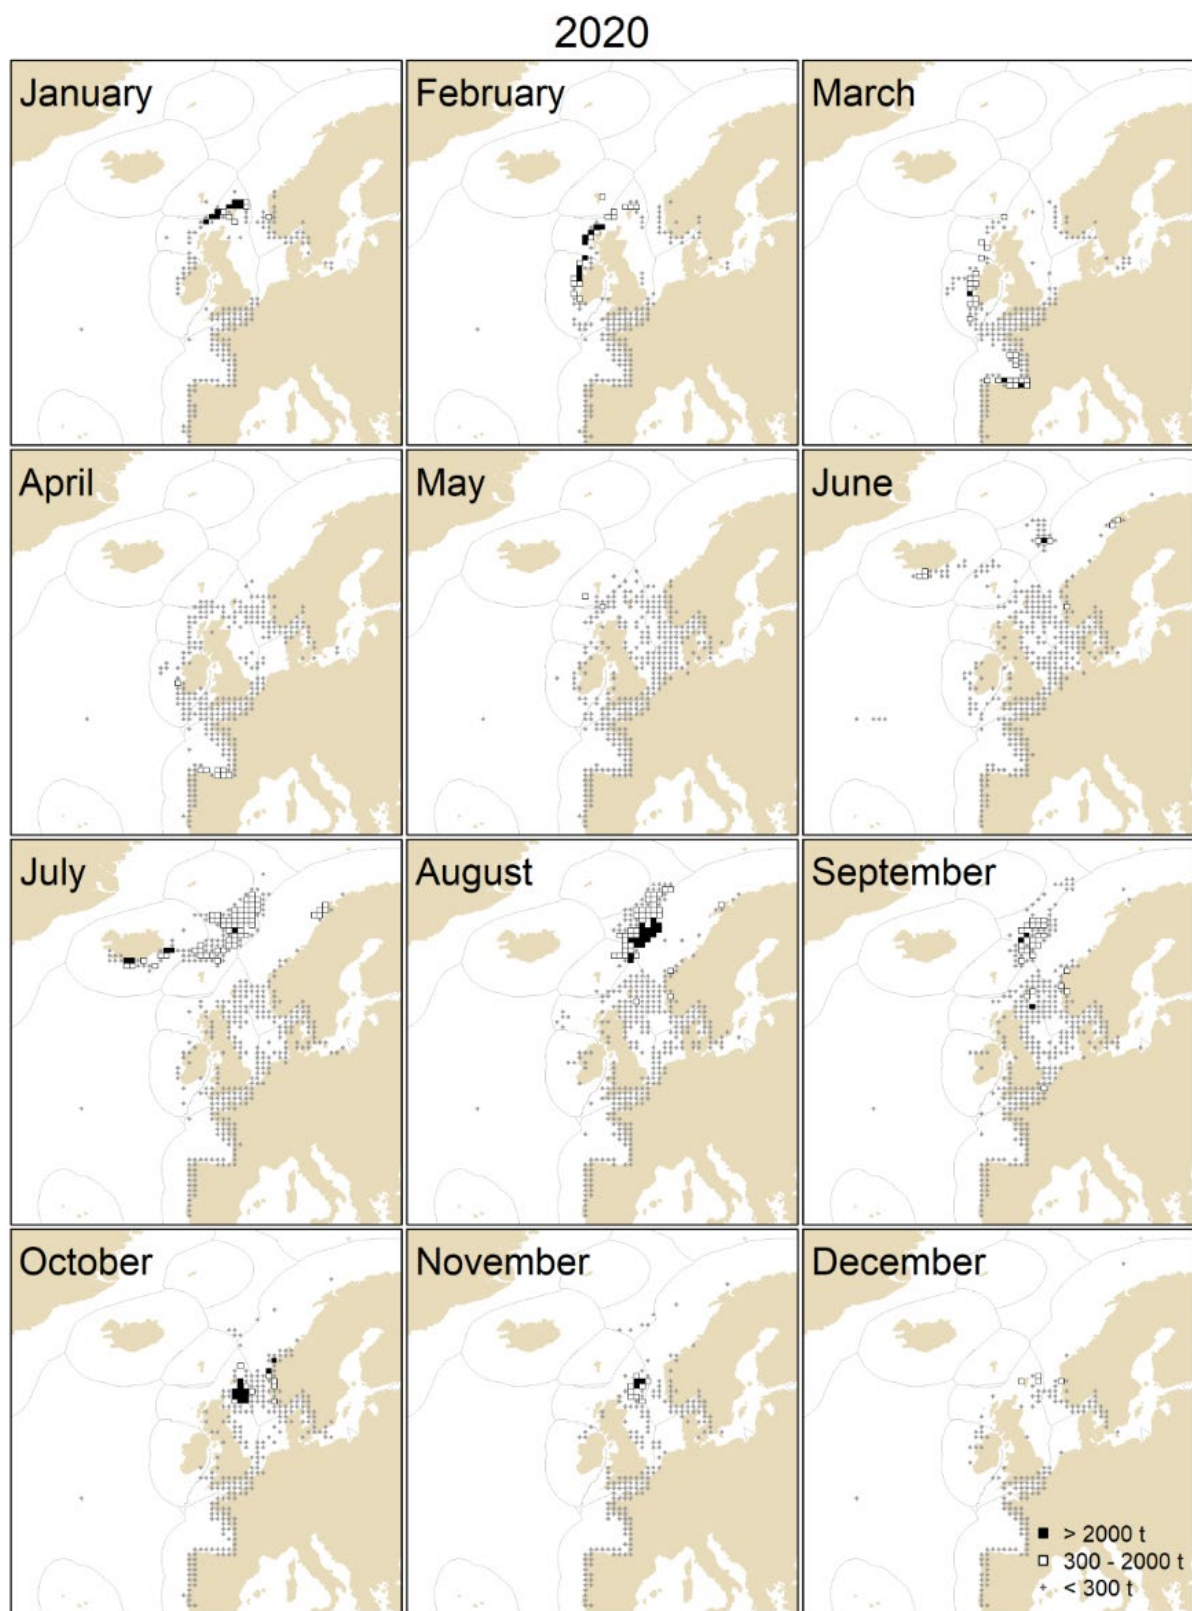 2020
January
February
March
April
May
June
July
August
September
October
November
December
> 2000 t
300 - 2000 t
< 300 t